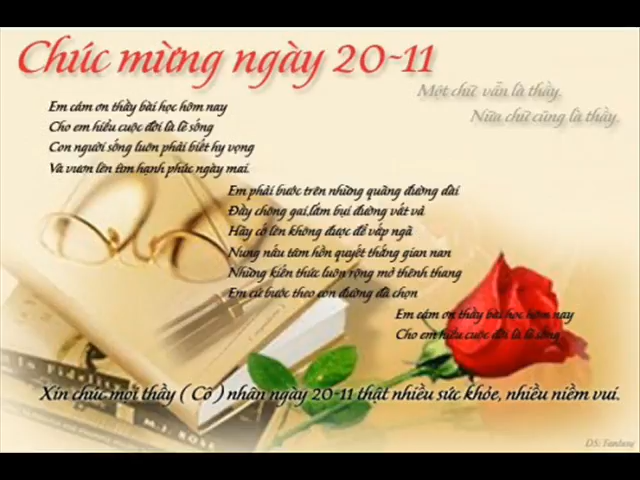 Chúc mừng ngày 20-11
Một chữ vẫn là thầy.
Nửa chữ cũng là thầy.
Em cám ơn thầy bài học hôm nay
Cho em hiểu cuộc đời là lẽ sống
Con người sống luôn phải biết hy vọng
Và vươn lên tìm hạnh phúc ngày mai.
Em phải bước trên những quãng đường dài
Đầy chông gai,lắm bụi đường vất vả
Hãy cố lên không được để vấp ngã
Nung nấu tâm hồn quyết thắng gian nan
Những kiến thức luôn rộng mở thênh thang
Em cứ bước theo con đường đã chọn
Em cám ơn thầy bài học hôm nay
Cho em hiểu cuộc đời là lẽ sống
Xin chúc mọi thầy ( Cô ) nhân ngày 20-11 thật nhiều sức khỏe, nhiều niềm vui.
M. J. ROSE
DS: Fantasy